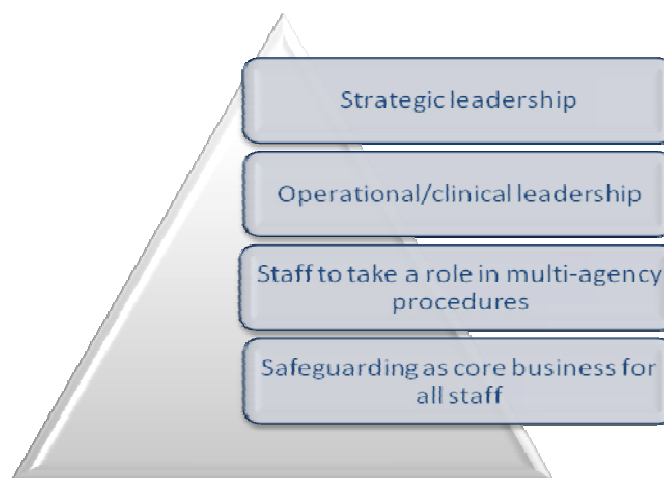 Strategic leadership
Operational/clinical leadership
Staff to take a role in multi-agency
procedures
Safeguarding as core business for
all staff